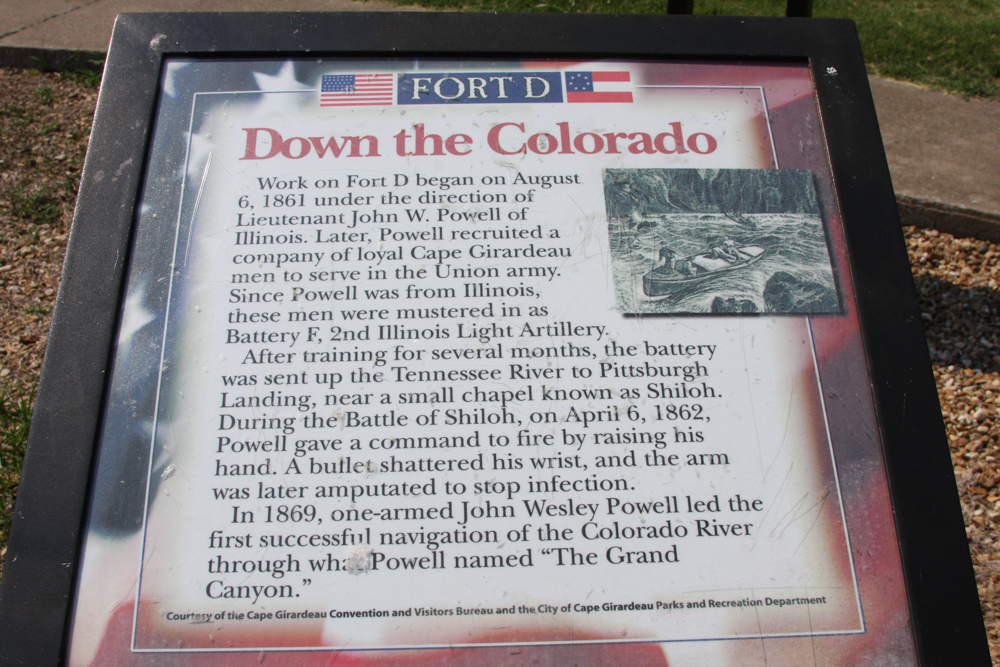 FORT D
Down the Colorado
Work on Fort D began on August
6, 1861 under the direction of
Lieutenant John W. Powell of
Illinois. Later, Powell recruited a
company of loyal Cape Girardeau
men to serve in the Union army.
Since Powell was from Illinois,
these men were mustered in as
Battery F, 2nd Illinois Light Artillery.
After training for several months, the battery
was sent up the Tennessee River to Pittsburgh
Landing, near a small chapel known as Shiloh.
During the Battle of Shiloh, on April 6, 1862,
Powell gave a command to fire by raising his
hand. A bullet shattered his wrist, and the arm
was later amputated to stop infection.
In 1869, one-armed John Wesley Powell led the
first successful navigation of the Colorado River
through what Powell named “The Grand
Canyon.”
Courtesy of the Cape Girardeau Convention and Visitors Bureau and the City of Cape Girardeau Parks and Recreation Department